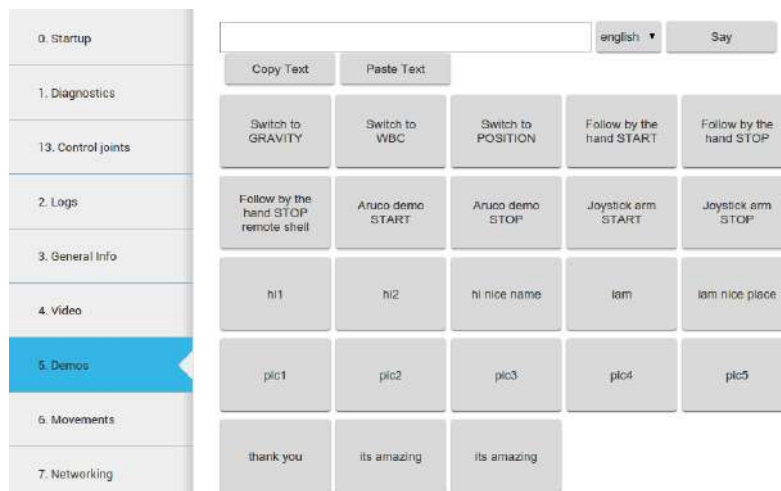 0. Startup
1. Diagnostics
13. Control joints
2. Logs
3. General Info
4. Video
5. Demos
6. Movements
7. Networking
english
Say
Copy Text
Paste Text
Switch to
GRAVITY
Switch to
WBC
Switch to
POSITION
Follow by the
hand START
Follow by the
hand STOP
Follow by the
hand STOP
remote shell
Aruco demo
START
Aruco demo
STOP
Joystick arm
START
Joystick arm
STOP
hi1
hi2
hi nice name
iam
iam nice place
pic1
pic2
pic3
pic4
pic5
thank you
its amazing
its amazing